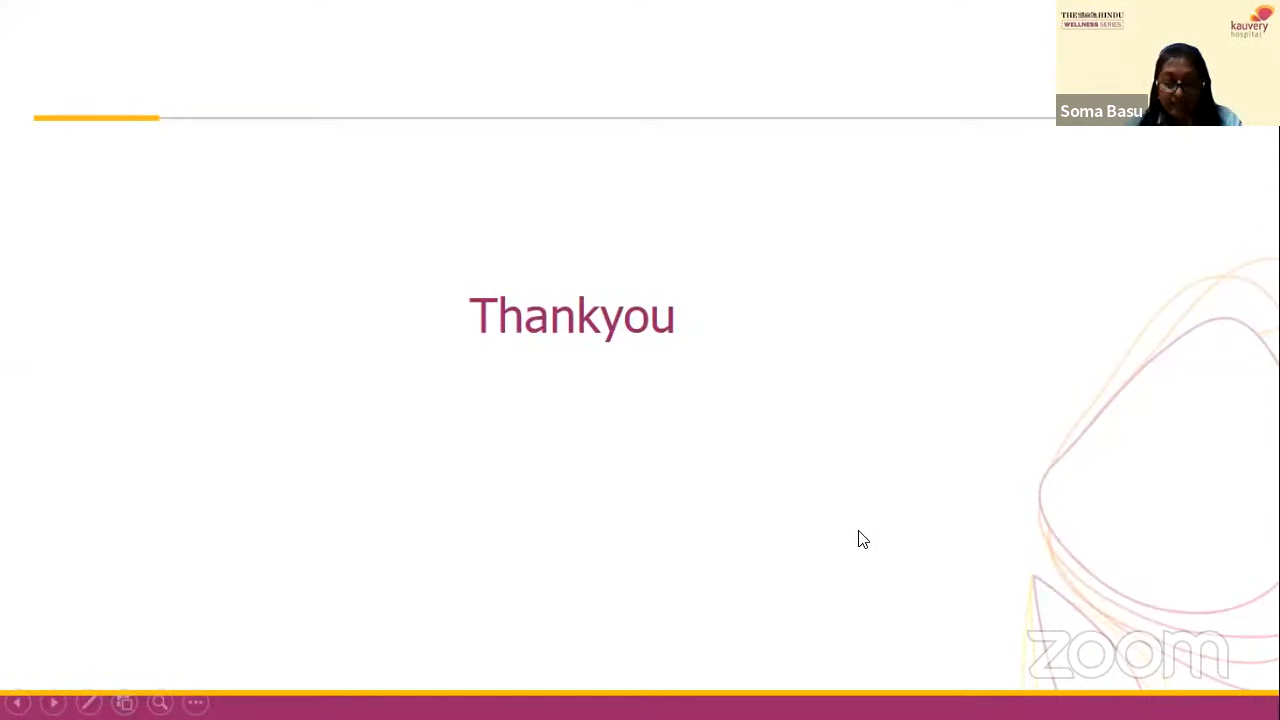 THE HINDU
WELLNESS SERIES
kauvery
hospital
Soma Basu
Thankyou
zoom